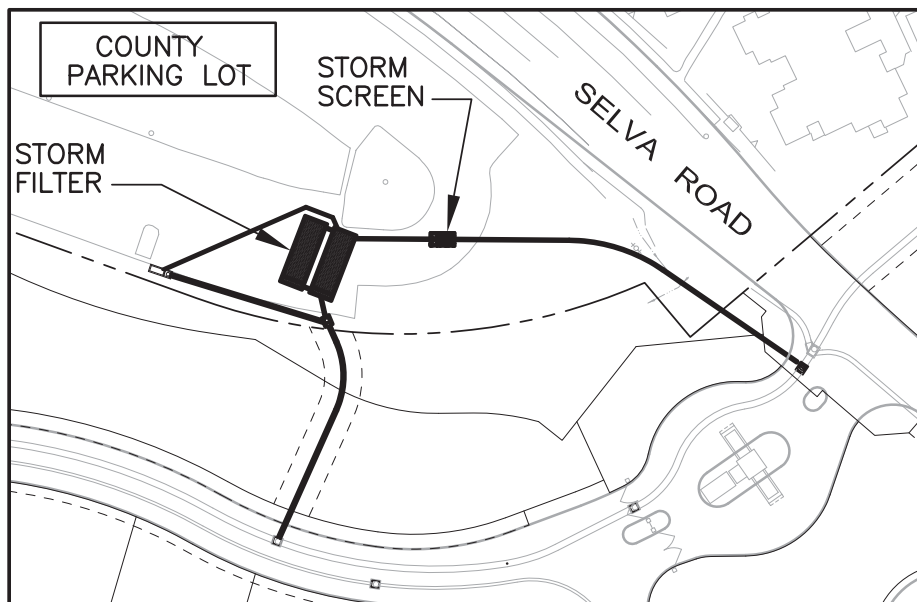 COUNTY
PARKING LOT
STORM
SCREEN
SELVA ROAD
STORM
FILTER